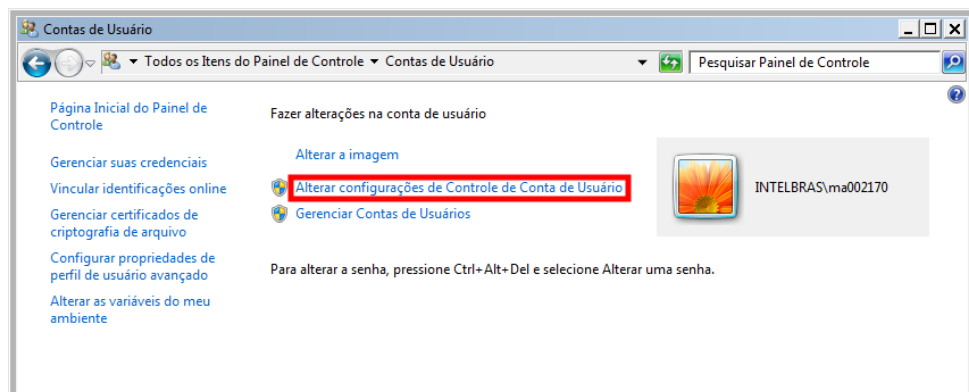 Contas de Usuário
Todos os Itens do Painel de Controle Contas de Usuário
Pesquisar Painel de Controle
Página Inicial do Painel de
Controle
Gerenciar suas credenciais
Vincular identificações online
Gerenciar certificados de
criptografia de arquivo
Configurar propriedades de
perfil de usuário avançado
Alterar as variáveis do meu
ambiente
Fazer alterações na conta de usuário
Alterar a imagem
Alterar configurações de Controle de Conta de Usuário
Gerenciar Contas de Usuários
INTELBRAS\ma002170
Para alterar a senha, pressione Ctrl+Alt+Del e selecione Alterar uma senha.